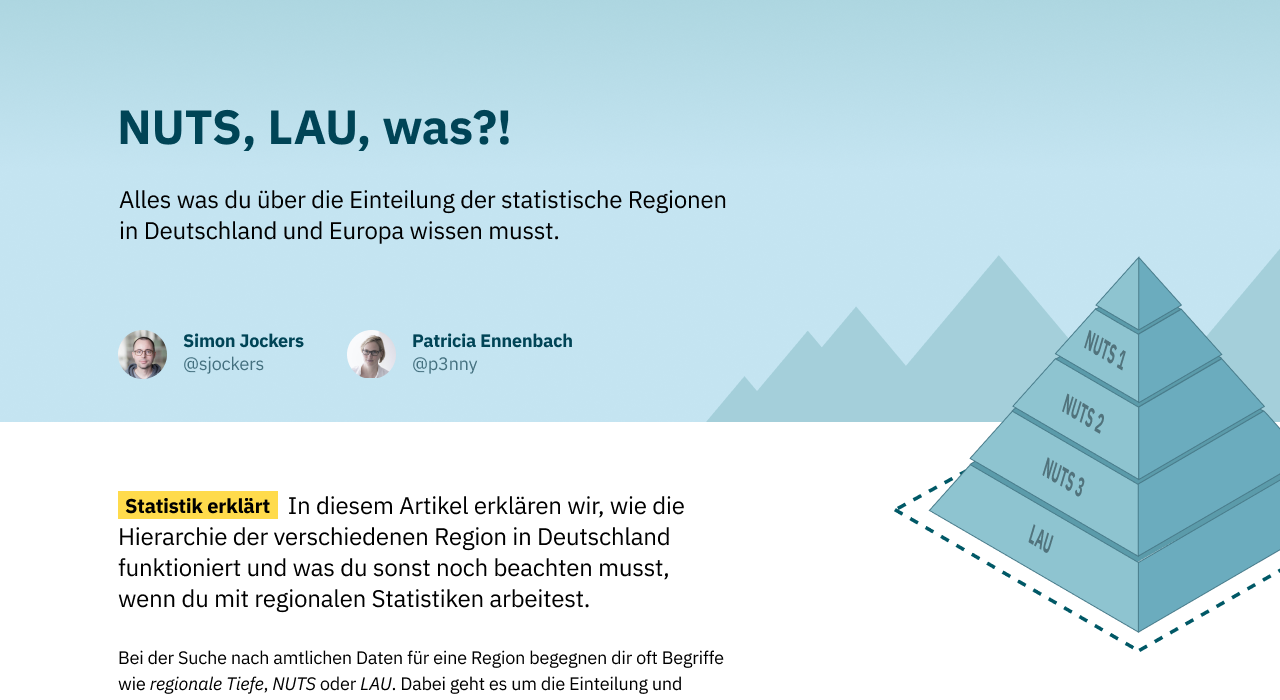 NUTS, LAU, was?!
Alles was du über die Einteilung der statistische Regionen
in Deutschland und Europa wissen musst.
Simon Jockers
@sjockers
Patricia Ennenbach
@p3nny
NUTS 1
NUTS 2
NUTS 3
LAU
Statistik erklärt In diesem Artikel erklären wir, wie die
Hierarchie der verschiedenen Region in Deutschland
funktioniert und was du sonst noch beachten musst,
wenn du mit regionalen Statistiken arbeitest.
Bei der Suche nach amtlichen Daten für eine Region begegnen dir oft Begriffe
wie regionale Tiefe, NUTS oder LAU. Dabei geht es um die Einteilung und